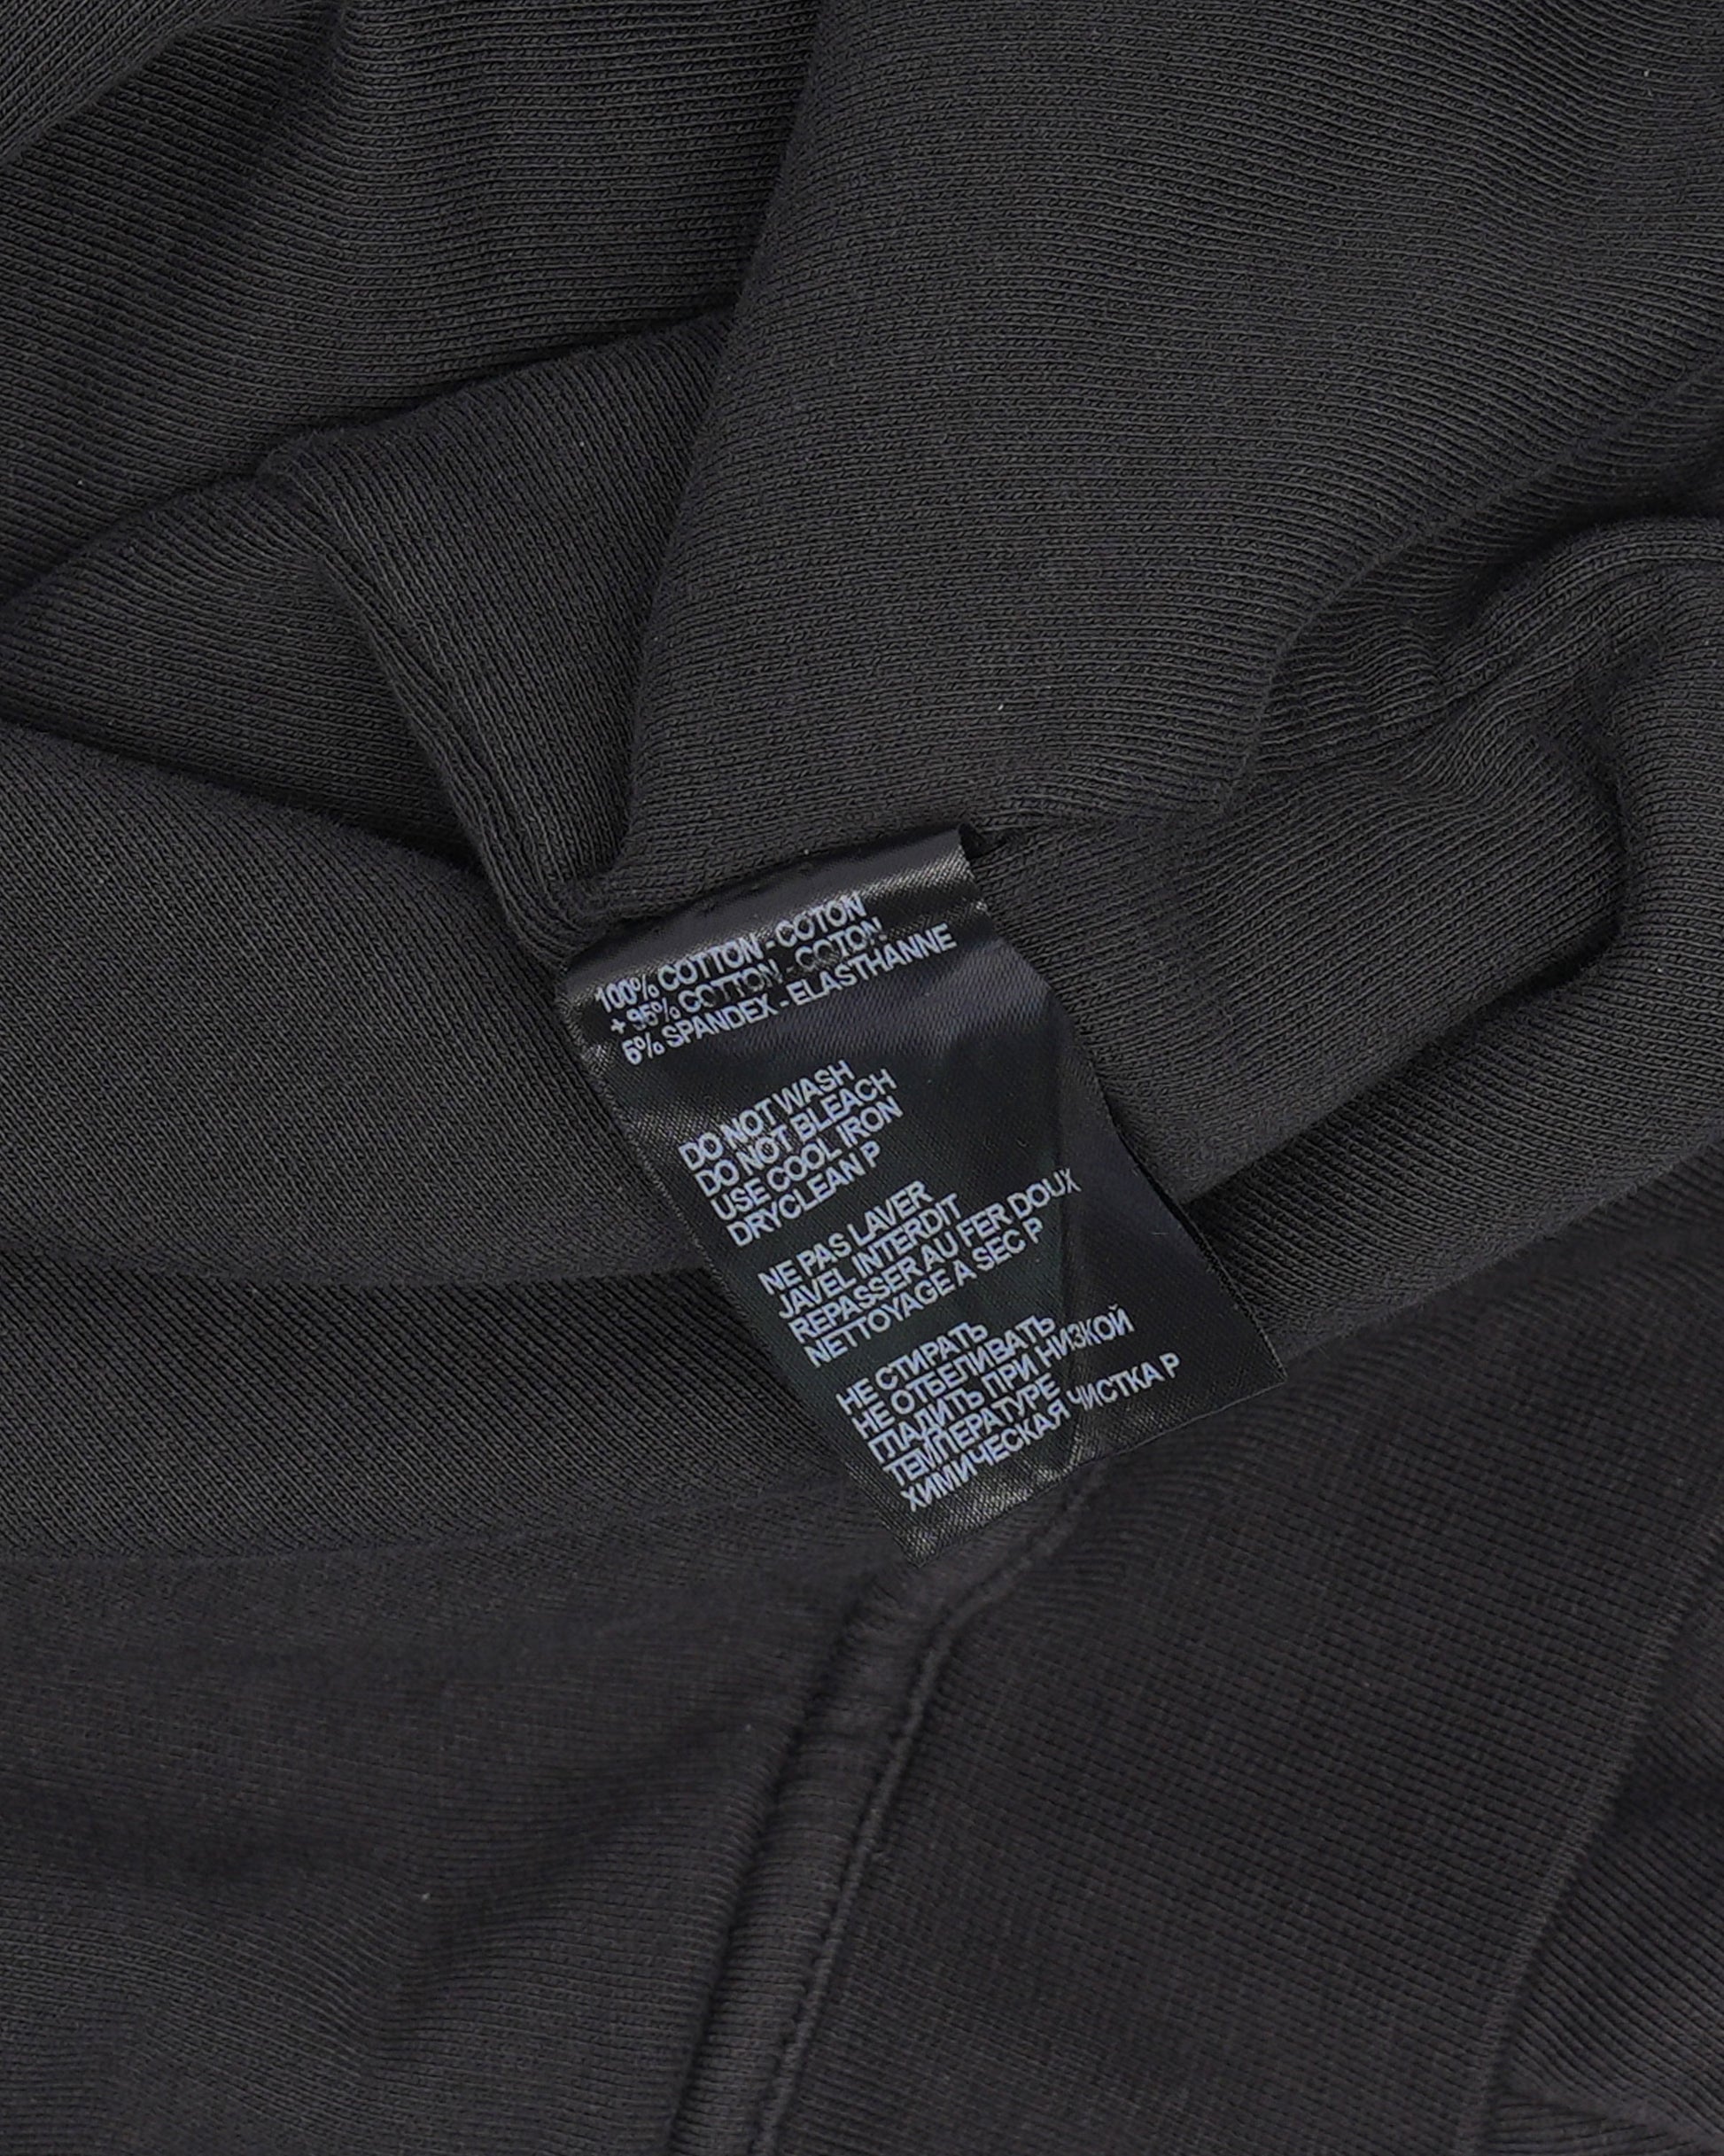 100% COTTON - COTON
+ 95% COTTON - COTON
6% SPANDEX - ELASTHANNE
DO NOT WASH
DO NOT BLEACH
USE COOL IRON
DRYCLEAN P
NE PAS LAVER
JAVEL INTERDIT
REPASSER AU FER DOUX
NETTOYAGE A SEC P
НЕ СТИРАТЬ
НЕ ОТБЕЛИВАТЬ
ГЛАДИТЬ ПРИ НИЗКОЙ
ТЕМПЕРАТУРЕ
ХИМИЧЕСКАЯ ЧИСТКА P